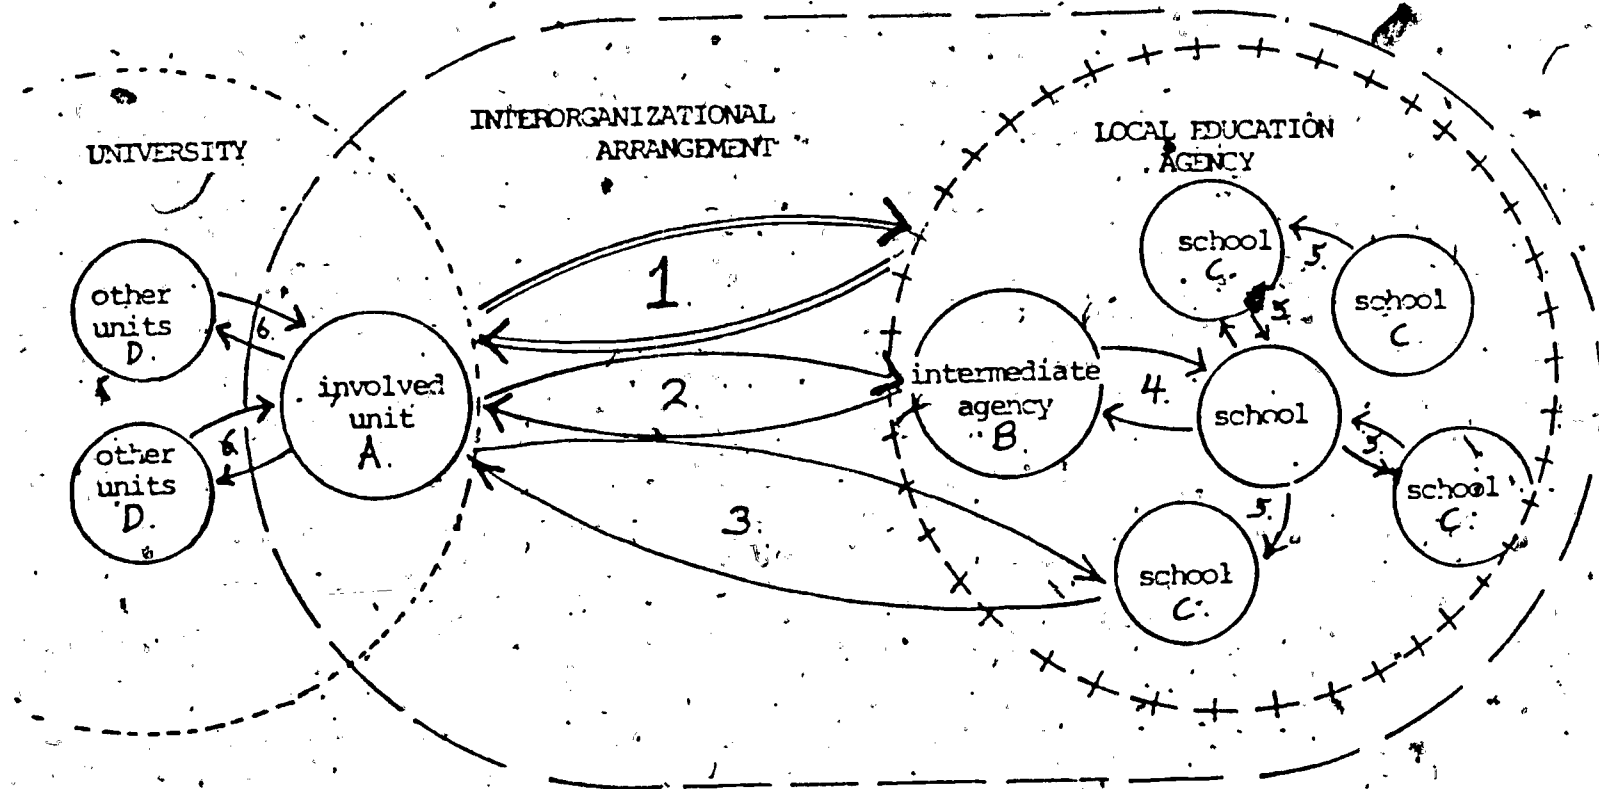 INTERORGANIZATIONAL
ARRANGEMENT
UNIVERSITY
LOCAL EDUCATION
AGENCY
other
units
D.
6.
other
units
D.
6
involved
unit
A.
1.
2.
3.
intermediate
agency
B
4.
school
C.
5.
school
C
5.
school
5.
school
C.
5.
school
C.